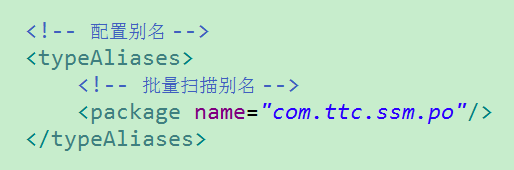 <!-- 配置别名 -->
<typeAliases>
<!-- 批量扫描别名 -->
<package name="com.ttc.ssm.po"/>
</typeAliases>